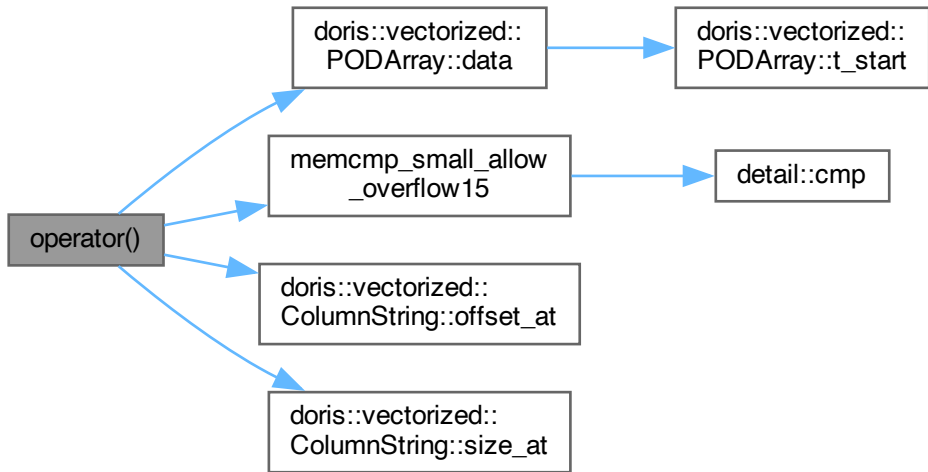 operator()
doris::vectorized::
PODArray::data
doris::vectorized::
PODArray::t_start
memcmp_small_allow
_overflow15
detail::cmp
doris::vectorized::
ColumnString::offset_at
doris::vectorized::
ColumnString::size_at